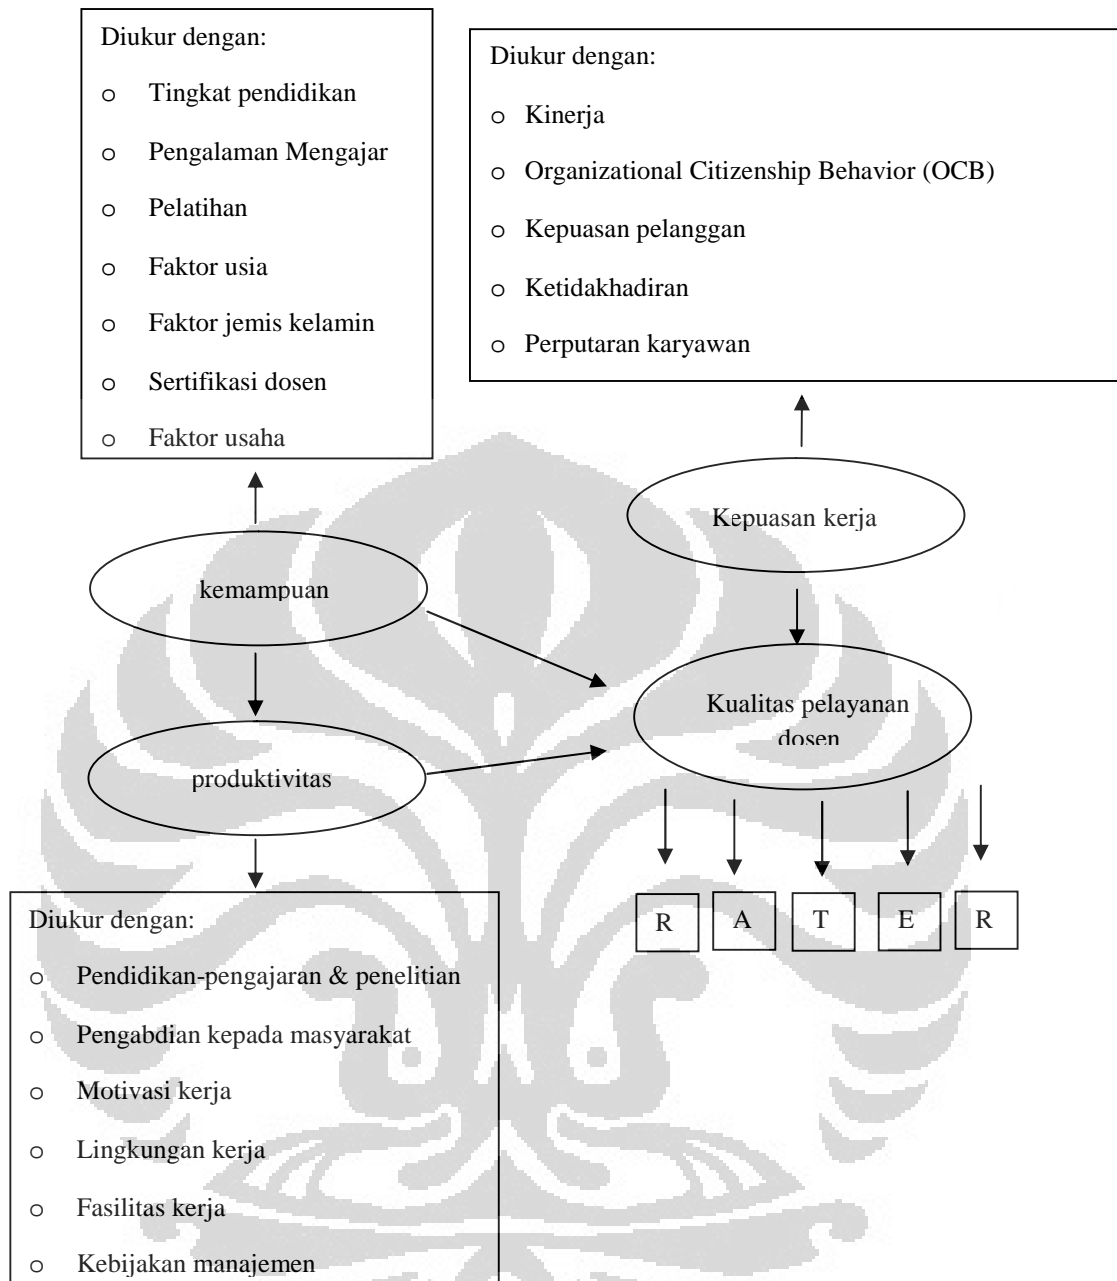 Diukur dengan:
o Tingkat pendidikan
o Pengalaman Mengajar
o Pelatihan
o Faktor usia
o Faktor jemis kelamin
o Sertifikasi dosen
o Faktor usaha
Diukur dengan:
o Kinerja
o Organizational Citizenship Behavior (OCB)
o Kepuasan pelanggan
o Ketidakhadiran
o Perputaran karyawan
Kepuasan kerja
kemampuan
Kualitas pelayanan
dosen
produktivitas
R A T E R
Diukur dengan:
o Pendidikan-pengajaran & penelitian
o Pengabdian kepada masyarakat
o Motivasi kerja
o Lingkungan kerja
o Fasilitas kerja
o Kebijakan manajemen